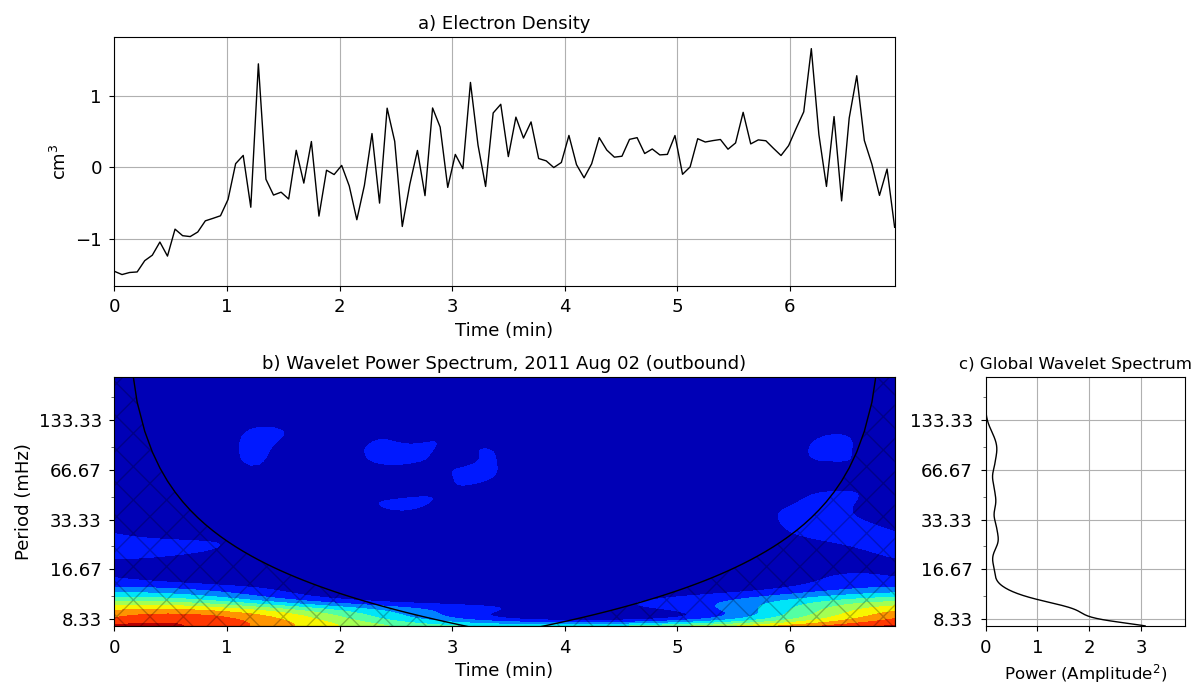 a) Electron Density
cm³
1
0
−1
0 1 2 3 4 5 6
Time (min)
b) Wavelet Power Spectrum, 2011 Aug 02 (outbound)
Period (mHz)
133.33
66.67
33.33
16.67
8.33
0 1 2 3 4 5 6
Time (min)
c) Global Wavelet Spectrum
133.33
66.67
33.33
16.67
8.33
0 1 2 3
Power (Amplitude²)